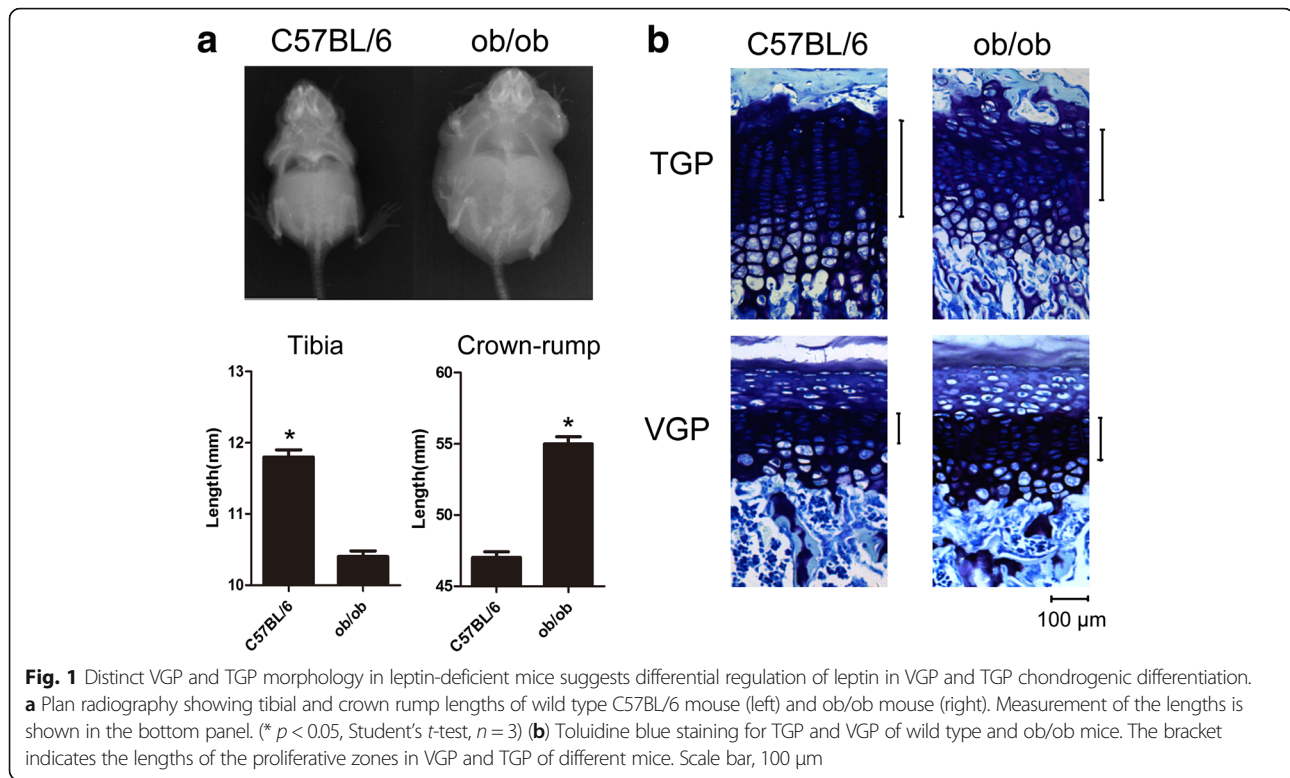 a
C57BL/6
ob/ob
Tibia
Length(mm)
13
12
11
10
*
C57BL/6
ob/ob
Crown-rump
Length(mm)
60
55
50
45
*
C57BL/6
ob/ob
b
C57BL/6
ob/ob
TGP
VGP
100 μm
Fig. 1 Distinct VGP and TGP morphology in leptin-deficient mice suggests differential regulation of leptin in VGP and TGP chondrogenic differentiation.
a Plan radiography showing tibial and crown rump lengths of wild type C57BL/6 mouse (left) and ob/ob mouse (right). Measurement of the lengths is
shown in the bottom panel. (* p < 0.05, Student's t-test, n = 3) (b) Toluidine blue staining for TGP and VGP of wild type and ob/ob mice. The bracket
indicates the lengths of the proliferative zones in VGP and TGP of different mice. Scale bar, 100 μm